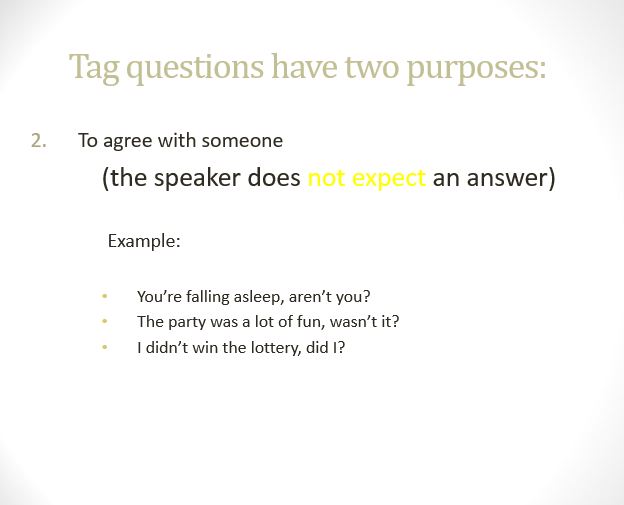 Tag questions have two purposes:
2. To agree with someone
(the speaker does not expect an answer)
Example:
• You’re falling asleep, aren’t you?
• The party was a lot of fun, wasn’t it?
• I didn’t win the lottery, did I?